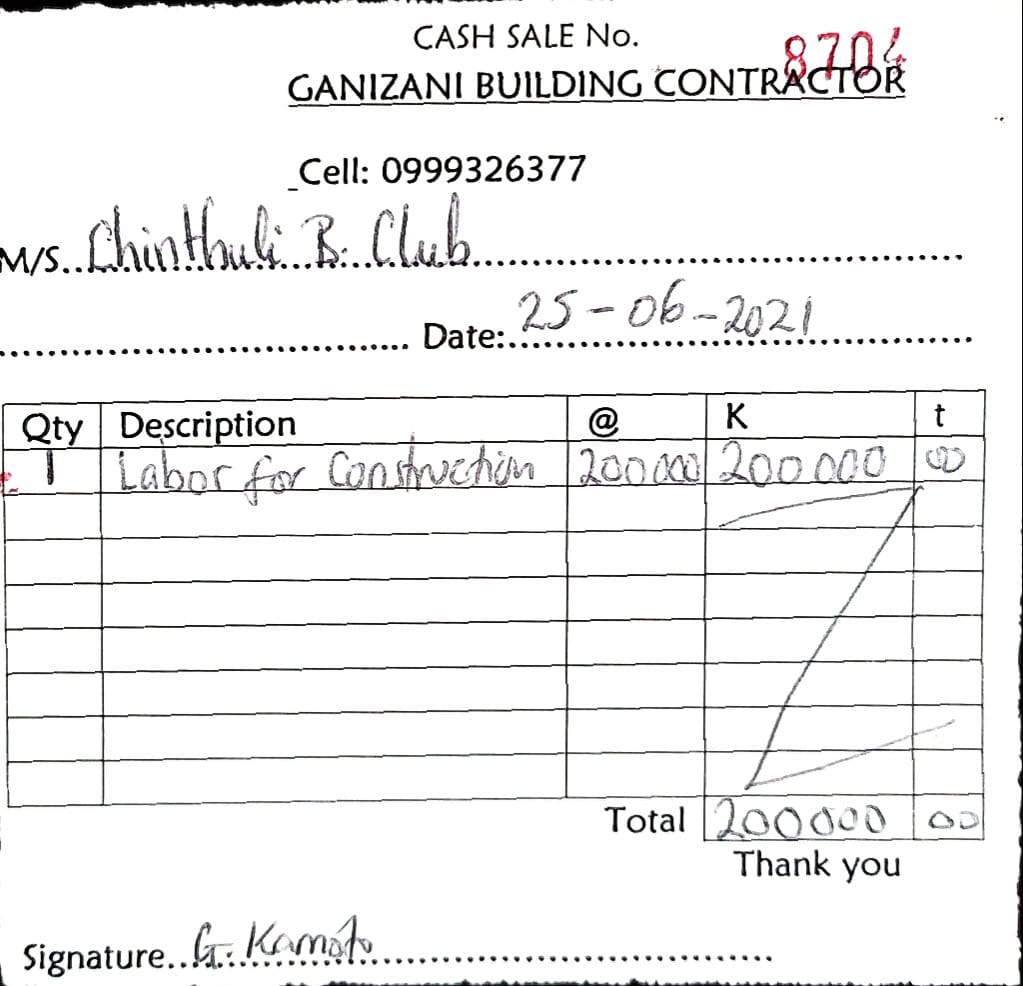 CASH SALE No.
8704
GANIZANI BUILDING CONTRACTOR
Cell: 0999326377
M/S.. Chinthuli B. Club
Date: 25-06-2021
Qty Description @ K t
1 Labor for Construction 200000 200000 00
Total 200000 00
Thank you
Signature.. G. Kamoto